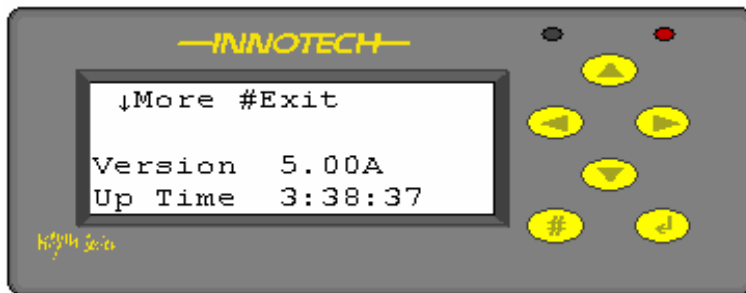 INNOTECH
↓More #Exit
Version 5.00A
Up Time 3:38:37
#